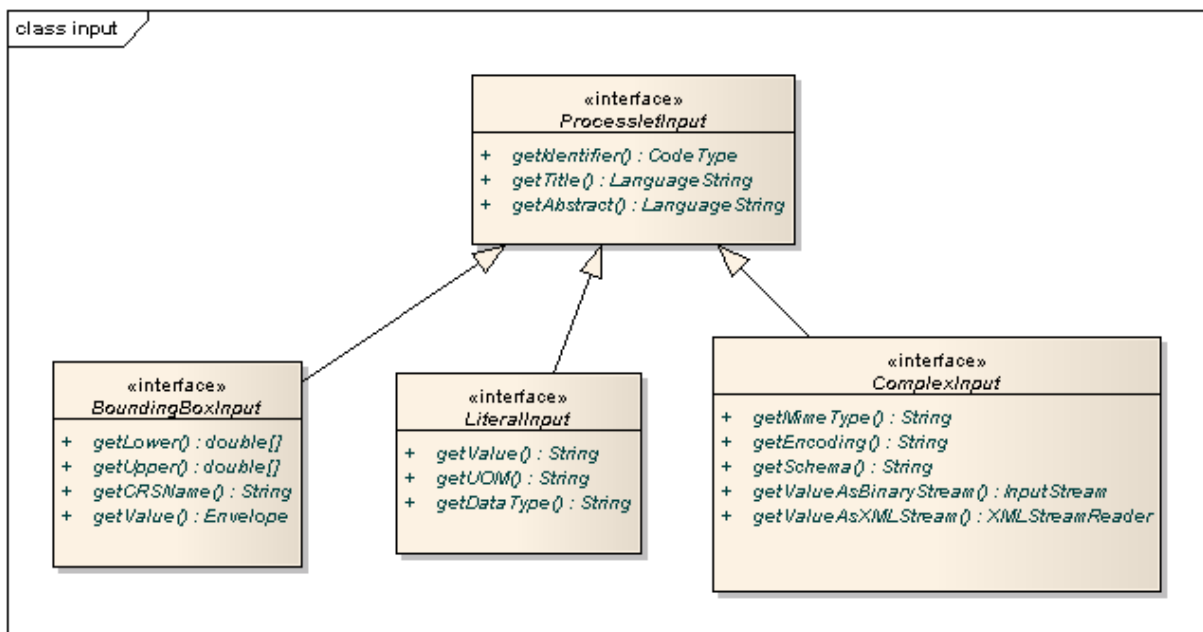 class input
«interface»
ProcessletInput
+ getIdentifier() : CodeType
+ getTitle() : LanguageString
+ getAbstract() : LanguageString
«interface»
BoundingBoxInput
+ getLower() : double[]
+ getUpper() : double[]
+ getCRSName() : String
+ getValue() : Envelope
«interface»
LiteralInput
+ getValue() : String
+ getUOM() : String
+ getDataType() : String
«interface»
ComplexInput
+ getMimeType() : String
+ getEncoding() : String
+ getSchema() : String
+ getValueAsBinaryStream() : InputStream
+ getValueAsXMLStream() : XMLStreamReader